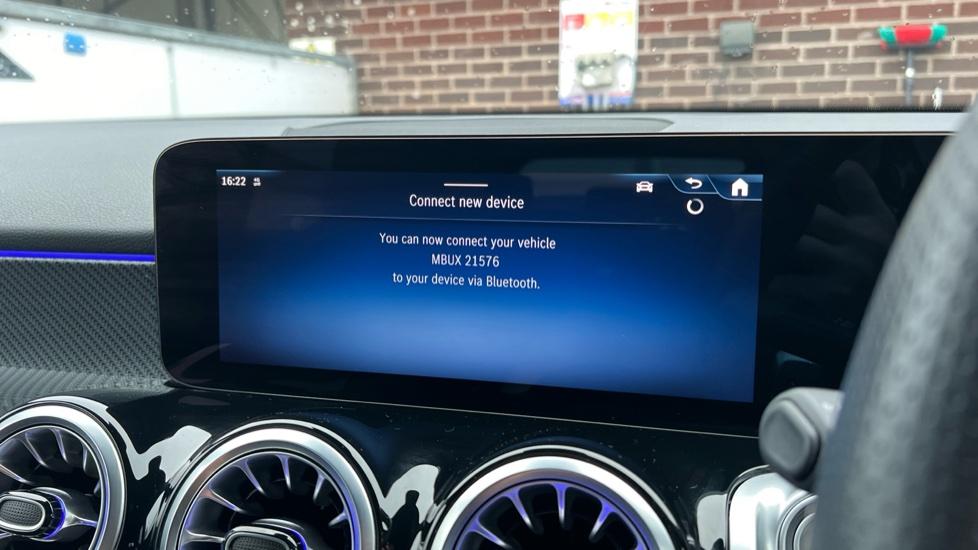 16:22
Connect new device
You can now connect your vehicle
MBUX 21576
to your device via Bluetooth.